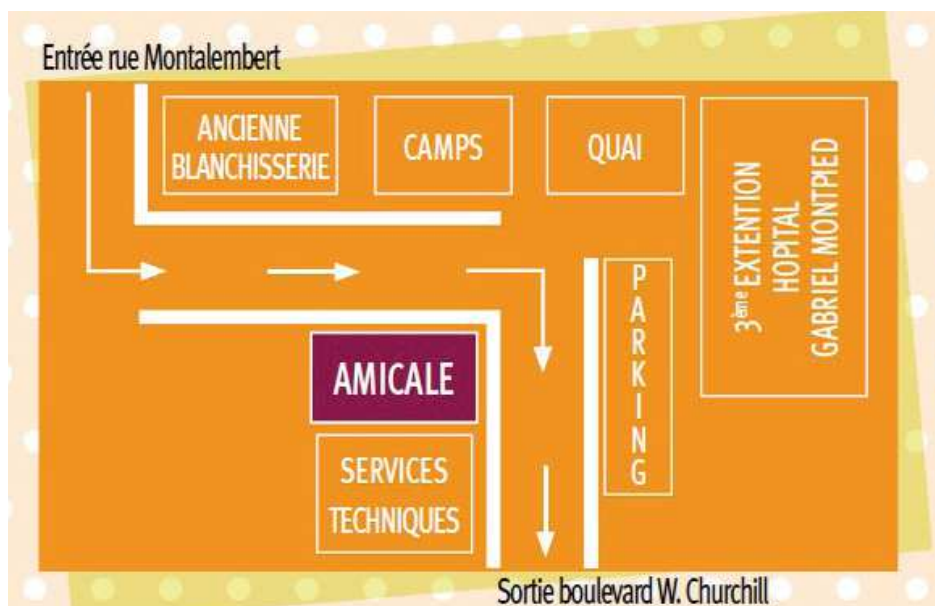 Entrée rue Montalembert
ANCIENNE
BLANCHISSERIE
CAMPS
QUAI
3ème EXTENTION
HOPITAL
GABRIEL MONTPIED
PARKING
AMICALE
SERVICES
TECHNIQUES
Sortie boulevard W. Churchill